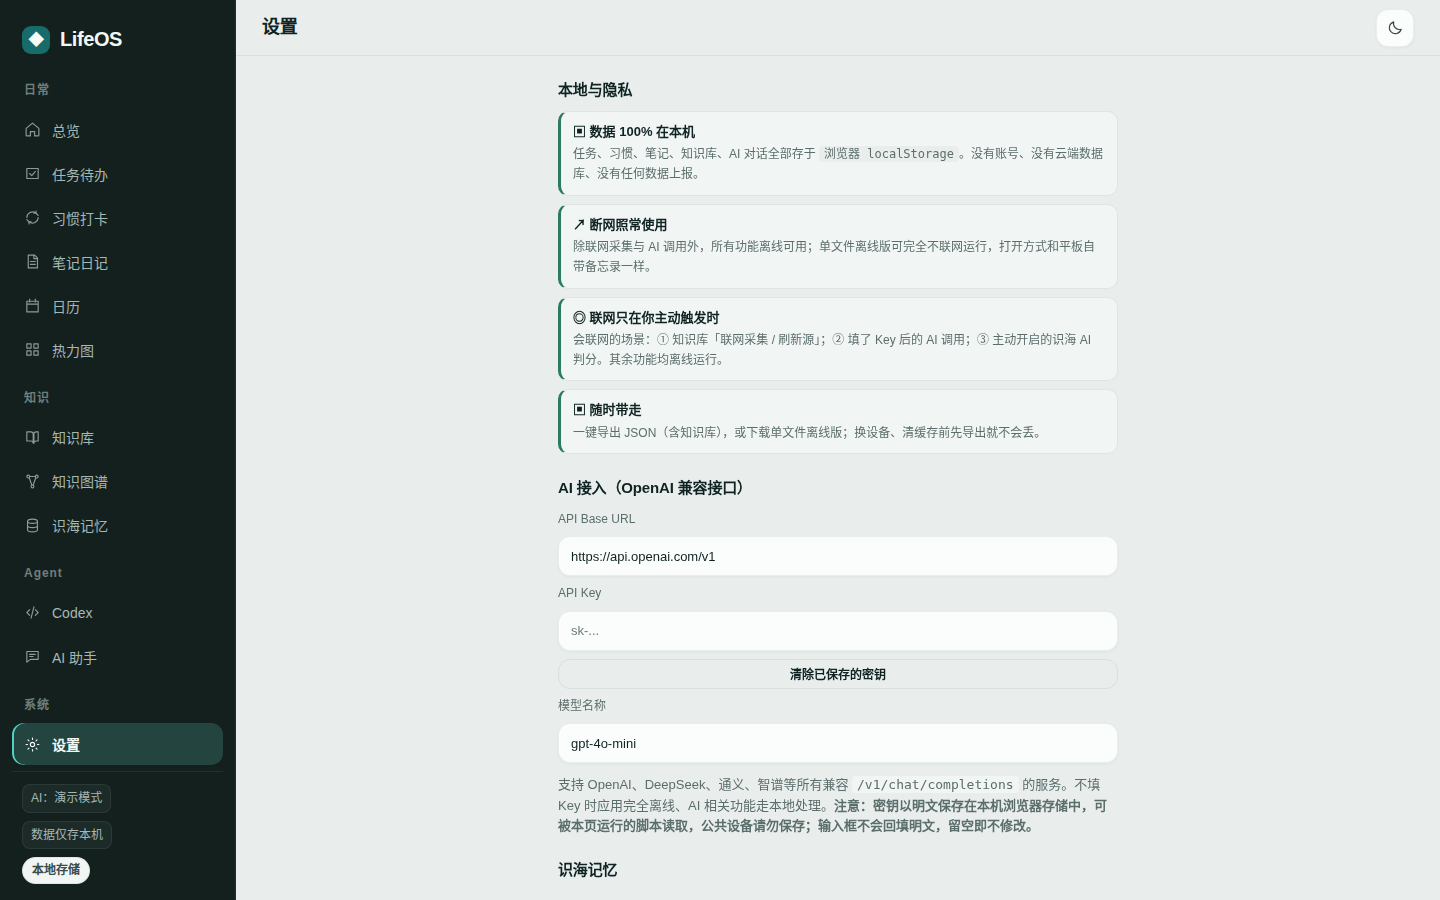 LifeOS
日常
总览
任务待办
习惯打卡
笔记日记
日历
热力图
知识
知识库
知识图谱
识海记忆
Agent
Codex
AI 助手
系统
设置
AI：演示模式
数据仅存本机
本地存储
设置
本地与隐私
▣ 数据 100% 在本机
任务、习惯、笔记、知识库、AI 对话全部存于 浏览器 localStorage 。没有账号、没有云端数据
库、没有任何数据上报。
↗ 断网照常使用
除联网采集与 AI 调用外，所有功能离线可用；单文件离线版可完全不联网运行，打开方式和平板自
带备忘录一样。
◎ 联网只在你主动触发时
会联网的场景：① 知识库「联网采集 / 刷新源」；② 填了 Key 后的 AI 调用；③ 主动开启的识海 AI
判分。其余功能均离线运行。
▣ 随时带走
一键导出 JSON（含知识库），或下载单文件离线版；换设备、清缓存前先导出就不会丢。
AI 接入（OpenAI 兼容接口）
API Base URL
https://api.openai.com/v1
API Key
sk-...
清除已保存的密钥
模型名称
gpt-4o-mini
支持 OpenAI、DeepSeek、通义、智谱等所有兼容 /v1/chat/completions 的服务。不填
Key 时应用完全离线、AI 相关功能走本地处理。注意：密钥以明文保存在本机浏览器存储中，可
被本页运行的脚本读取，公共设备请勿保存；输入框不会回填明文，留空即不修改。
识海记忆